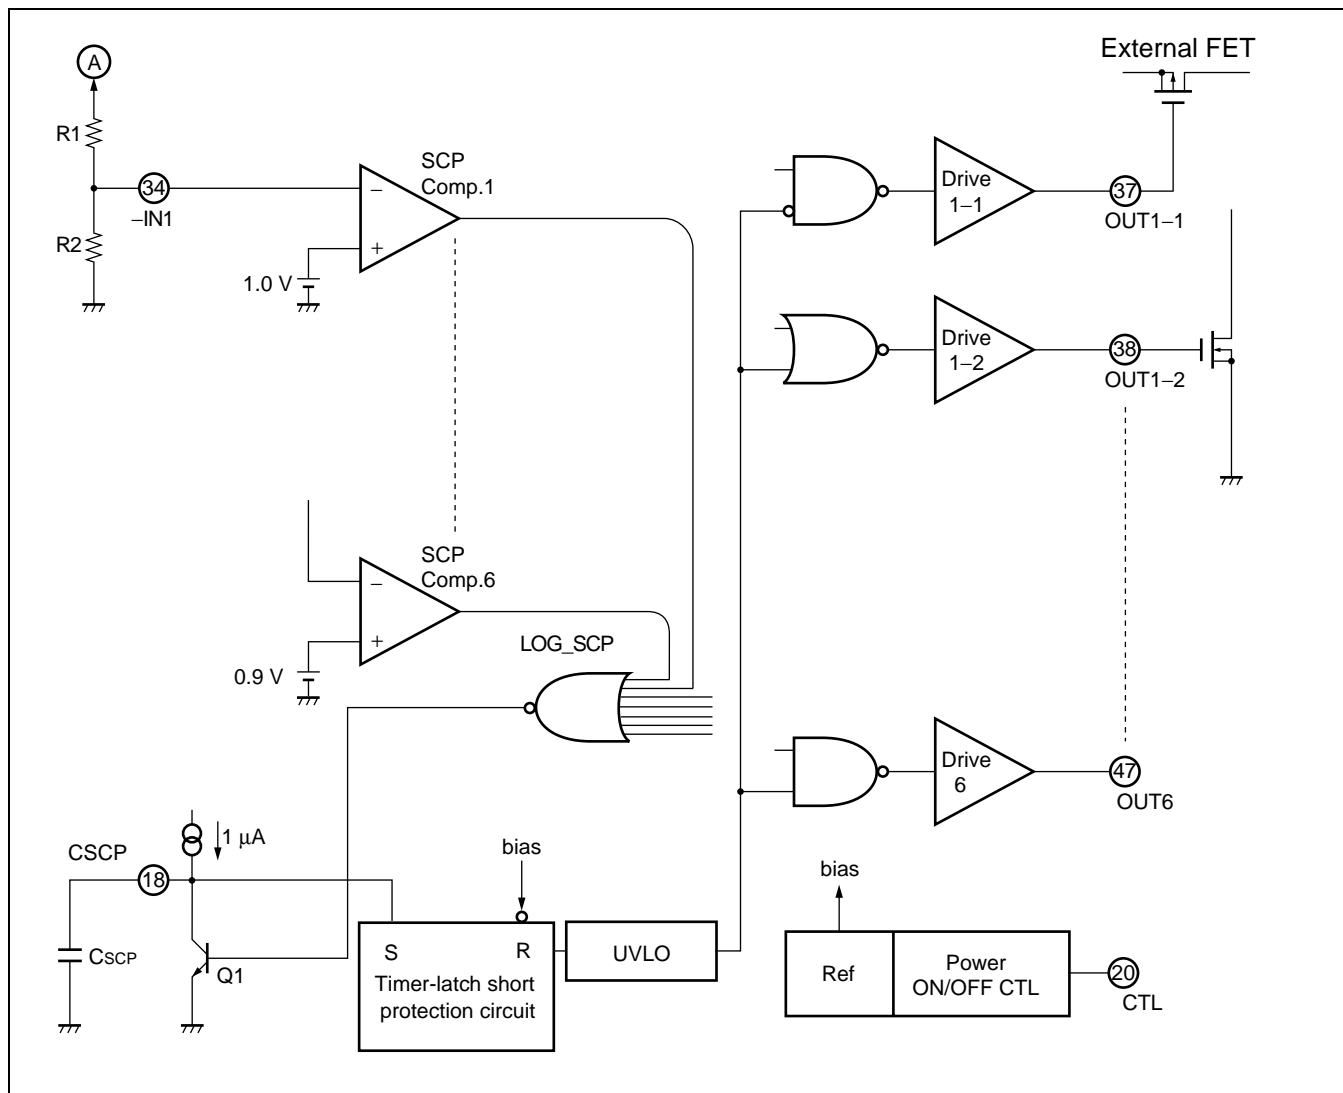 External FET
A
R1
R2
34
–IN1
SCP
Comp.1
–
+
1.0 V
Drive
1–1
37
OUT1–1
Drive
1–2
38
OUT1–2
SCP
Comp.6
–
+
0.9 V
LOG_SCP
Drive
6
47
OUT6
1 μA
CSCP
18
CSCP
Q1
bias
S
R
Timer-latch short
protection circuit
UVLO
bias
Ref
Power
ON/OFF CTL
20
CTL